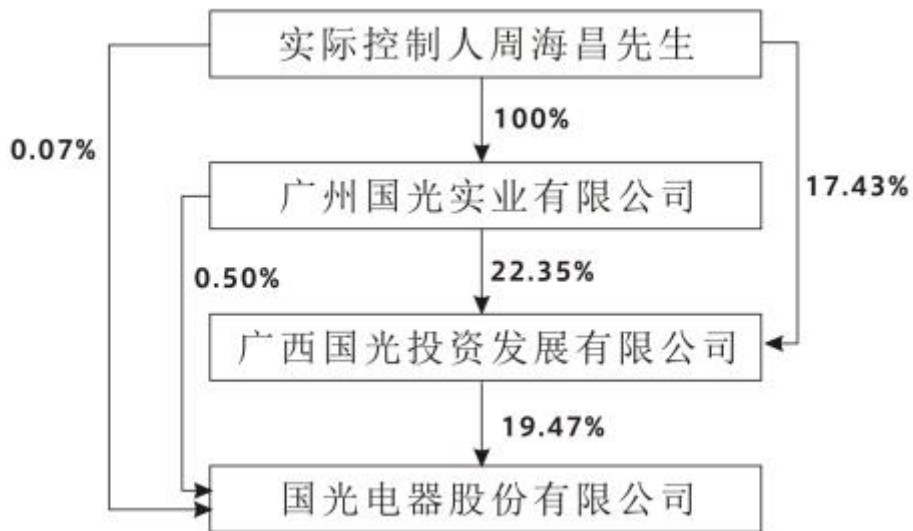 实际控制人周海昌先生
100%
0.07%
广州国光实业有限公司
17.43%
0.50%
22.35%
广西国光投资发展有限公司
19.47%
国光电器股份有限公司